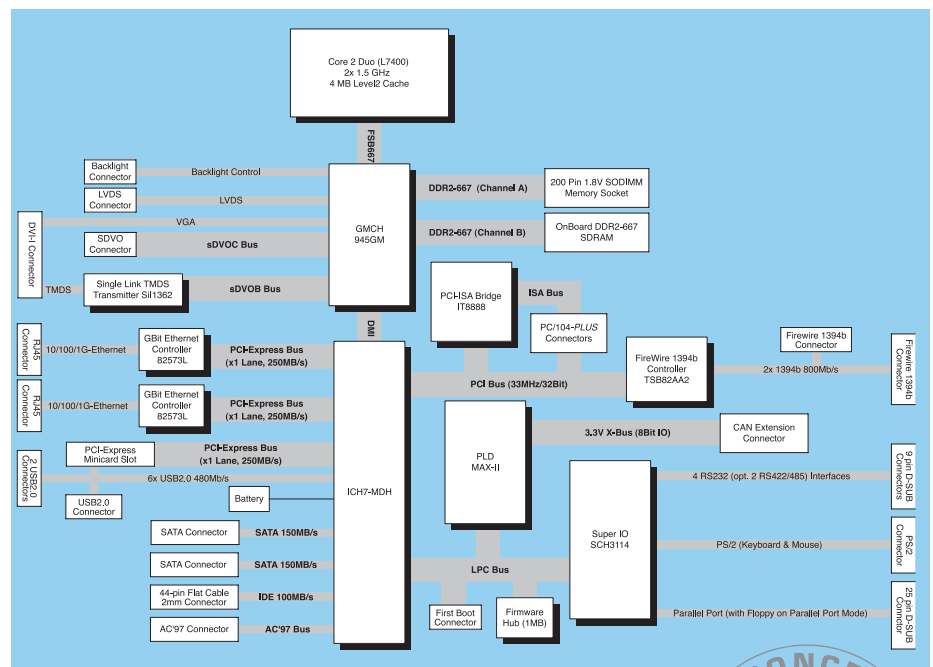 Core 2 Duo (L7400)
2x 1.5 GHz
4 MB Level2 Cache
FSB667
Backlight
Connector
Backlight Control
LVDS
Connector
LVDS
VGA
DVI-I Connector
SDVO
Connector
sDVOC Bus
TMDS
Single Link TMDS
Transmitter Sil1362
sDVOB Bus
GMCH
945GM
DDR2-667 (Channel A)
200 Pin 1.8V SODIMM
Memory Socket
DDR2-667 (Channel B)
OnBoard DDR2-667
SDRAM
DMI
PCI-ISA Bridge
IT8888
ISA Bus
PC/104-PLUS
Connectors
PCI Bus (33MHz/32Bit)
FireWire 1394b
Controller
TSB82AA2
Firewire 1394b
Connector
2x 1394b 800Mb/s
Firewire 1394b
Connector
RJ45
Connector
10/100/1G-Ethernet
GBit Ethernet
Controller
82573L
PCI-Express Bus
(x1 Lane, 250MB/s)
RJ45
Connector
10/100/1G-Ethernet
GBit Ethernet
Controller
82573L
PCI-Express Bus
(x1 Lane, 250MB/s)
PCI-Express
Minicard Slot
PCI-Express Bus
(x1 Lane, 250MB/s)
2 USB2.0
Connectors
6x USB2.0 480Mb/s
USB2.0
Connector
Battery
ICH7-MDH
PLD
MAX-II
3.3V X-Bus (8Bit IO)
CAN Extension
Connector
Super IO
SCH3114
4 RS232 (opt. 2 RS422/485) Interfaces
9 pin D-SUB
Connectors
PS/2 (Keyboard & Mouse)
PS/2
Connector
Parallel Port (with Floppy on Parallel Port Mode)
25 pin D-SUB
Connector
SATA Connector
SATA 150MB/s
SATA Connector
SATA 150MB/s
44-pin Flat Cable
2mm Connector
IDE 100MB/s
AC'97 Connector
AC'97 Bus
LPC Bus
First Boot
Connector
Firmware
Hub (1MB)